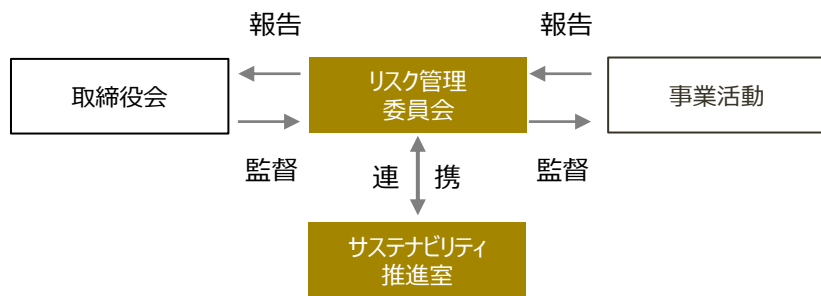 報告
報告
取締役会
リスク管理
委員会
事業活動
監督
連 携
監督
サステナビリティ
推進室